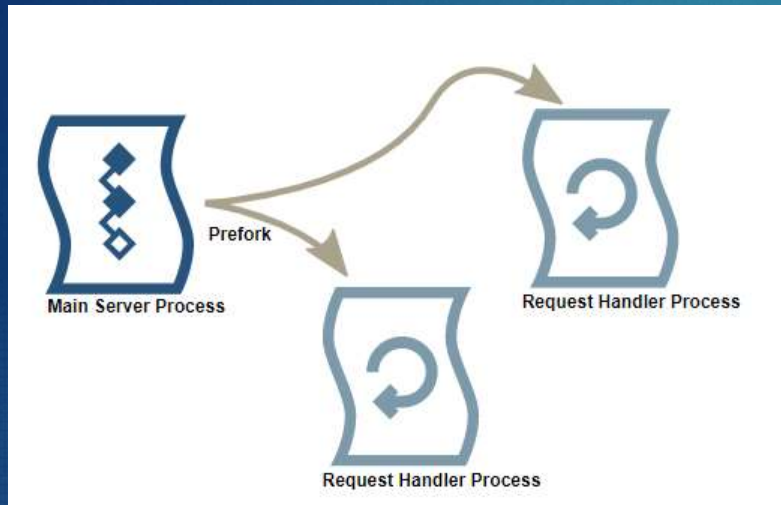 Prefork
Main Server Process
Request Handler Process
Request Handler Process